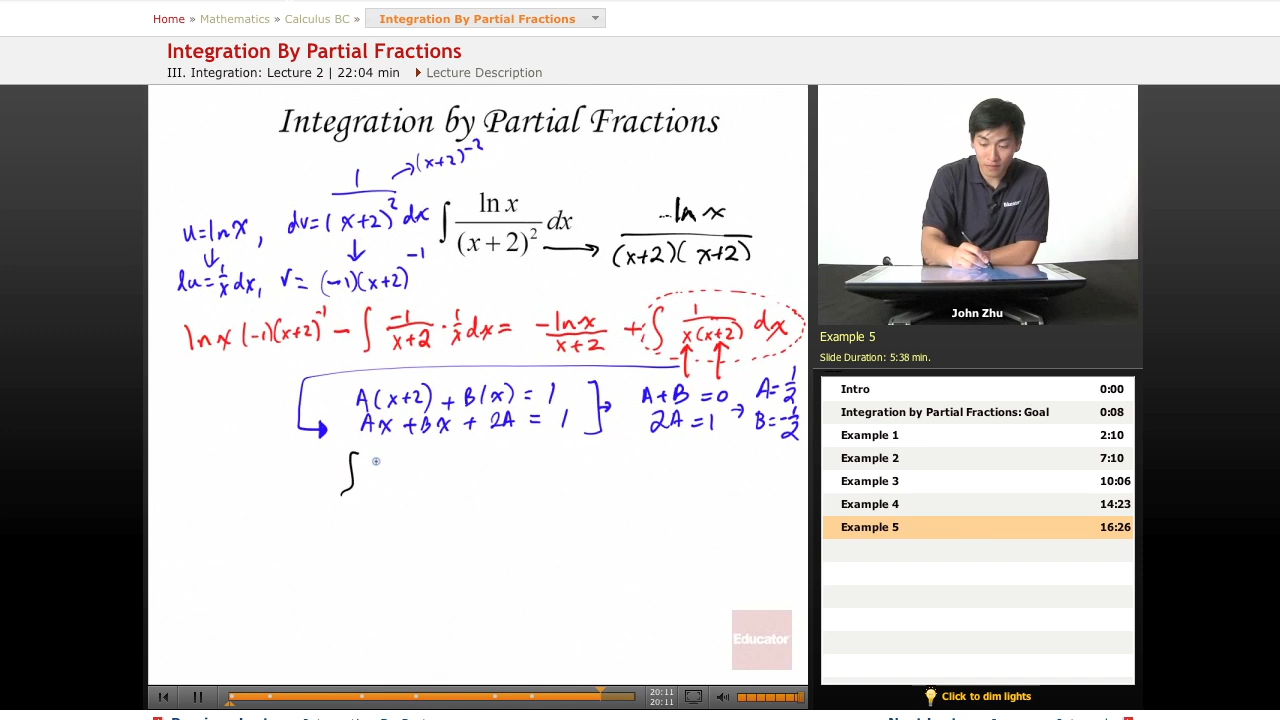 Home » Mathematics » Calculus BC » Integration By Partial Fractions
Integration By Partial Fractions
III. Integration: Lecture 2 | 22:04 min Lecture Description
Integration by Partial Fractions
1 → (x+2)^-2
u = ln x, dv = (x+2)^2 dx
∫ ln x / (x + 2)^2 dx → -ln x / (x+2)(x+2)
du = 1/x dx, v = (-1)(x+2)^-1
ln x (-1)(x+2)^-1 - ∫ -1/x+2 · 1/x dx = -ln x / x+2 + ∫ 1 / x(x+2) dx
A(x+2) + B(x) = 1
Ax + Bx + 2A = 1
A+B = 0
2A = 1
A = 1/2
B = -1/2
∫
Educator
John Zhu
Example 5
Slide Duration: 5:38 min.
Intro 0:00
Integration by Partial Fractions: Goal 0:08
Example 1 2:10
Example 2 7:10
Example 3 10:06
Example 4 14:23
Example 5 16:26
20:11
20:11
Click to dim lights